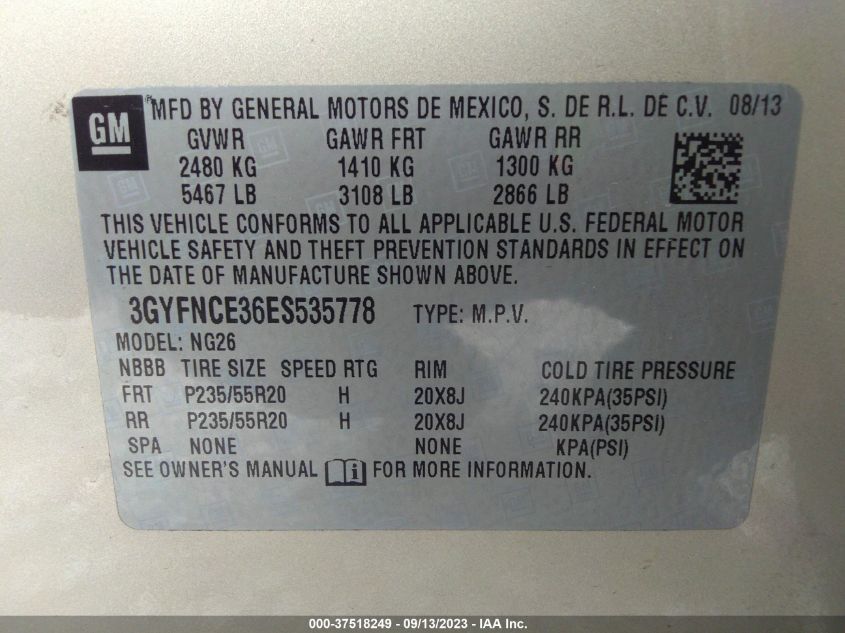 GM ® MFD BY GENERAL MOTORS DE MEXICO, S. DE R.L. DE C.V. 08/13
GVWR GAWR FRT GAWR RR
2480 KG 1410 KG 1300 KG
5467 LB 3108 LB 2866 LB
THIS VEHICLE CONFORMS TO ALL APPLICABLE U.S. FEDERAL MOTOR
VEHICLE SAFETY AND THEFT PREVENTION STANDARDS IN EFFECT ON
THE DATE OF MANUFACTURE SHOWN ABOVE.
3GYFNCE36ES535778 TYPE: M.P.V.
MODEL: NG26
NBBB TIRE SIZE SPEED RTG RIM COLD TIRE PRESSURE
FRT P235/55R20 H 20X8J 240KPA(35PSI)
RR P235/55R20 H 20X8J 240KPA(35PSI)
SPA NONE NONE KPA(PSI)
SEE OWNER'S MANUAL i FOR MORE INFORMATION.
000-37518249 - 09/13/2023 - IAA Inc.